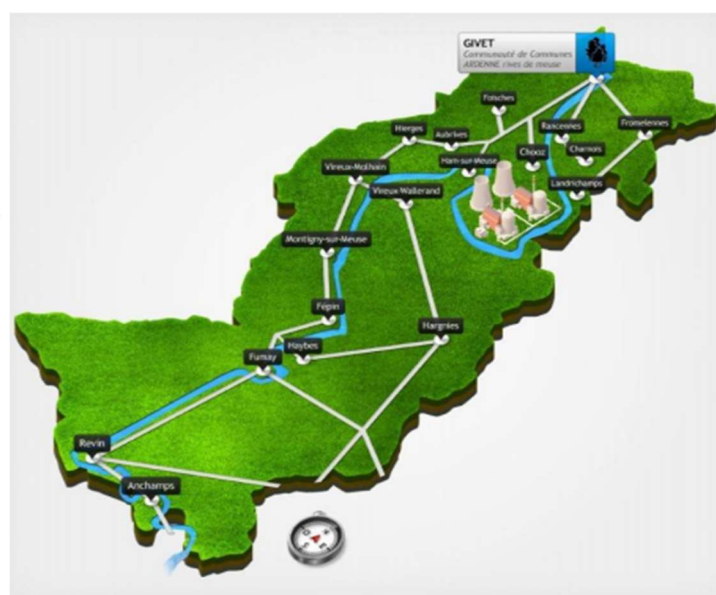 GIVET
Communauté de Communes
ARDENNE rives de meuse
Foisches
Hierges
Aubrives
Rancennes
Fromelennes
Ham-sur-Meuse
Chooz
Charnois
Vireux-Molhain
Landrichamps
Vireux-Wallerand
Montigny-sur-Meuse
Fépin
Hargnies
Haybes
Fumay
Revin
Anchamps